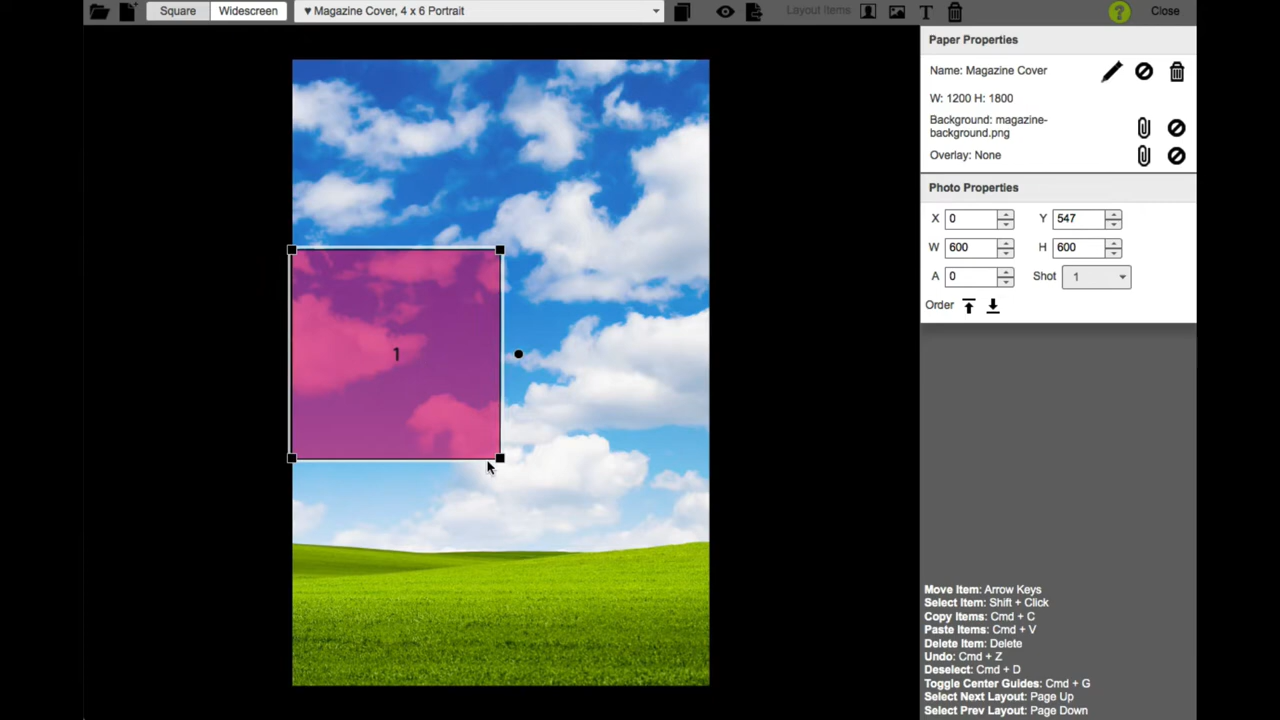 Square Widescreen ♥ Magazine Cover, 4 x 6 Portrait Layout Items T ? Close
Paper Properties
Name: Magazine Cover
W: 1200 H: 1800
Background: magazine-
background.png
Overlay: None
Photo Properties
X 0 Y 547
W 600 H 600
A 0 Shot 1
Order
1
Move Item: Arrow Keys
Select Item: Shift + Click
Copy Items: Cmd + C
Paste Items: Cmd + V
Delete Item: Delete
Undo: Cmd + Z
Deselect: Cmd + D
Toggle Center Guides: Cmd + G
Select Next Layout: Page Up
Select Prev Layout: Page Down